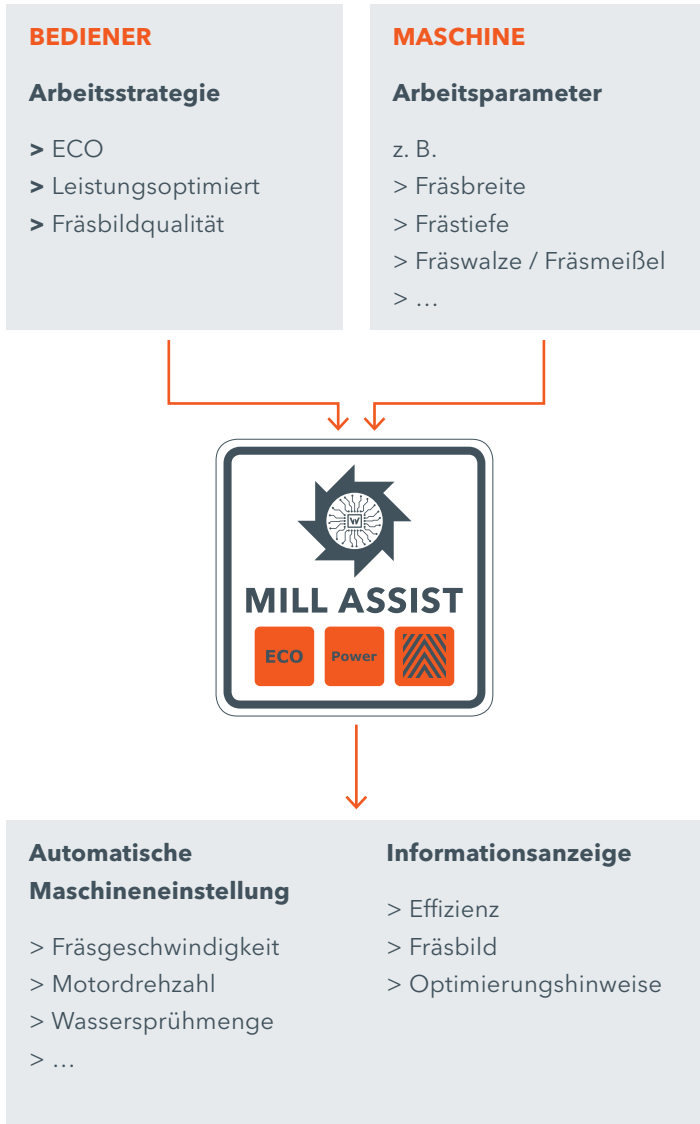 BEDIENER
Arbeitsstrategie
> ECO
> Leistungsoptimiert
> Fräsbildqualität
MASCHINE
Arbeitsparameter
z. B.
> Fräsbreite
> Frästiefe
> Fräswalze / Fräsmeißel
> …
W
MILL ASSIST
ECO
Power
Automatische
Maschineneinstellung
> Fräsgeschwindigkeit
> Motordrehzahl
> Wassersprühmenge
> …
Informationsanzeige
> Effizienz
> Fräsbild
> Optimierungshinweise